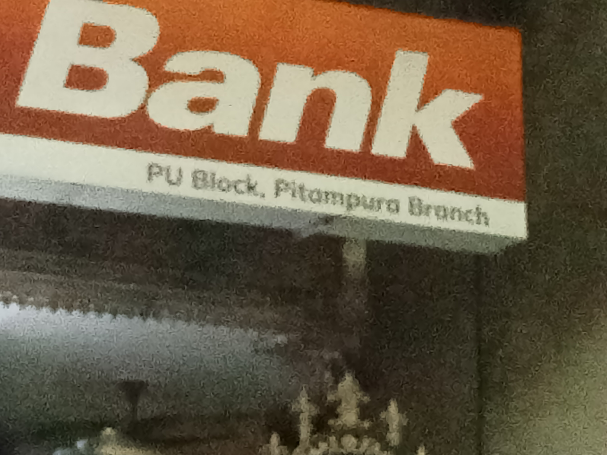 Bank
PU Block, Pitampura Branch